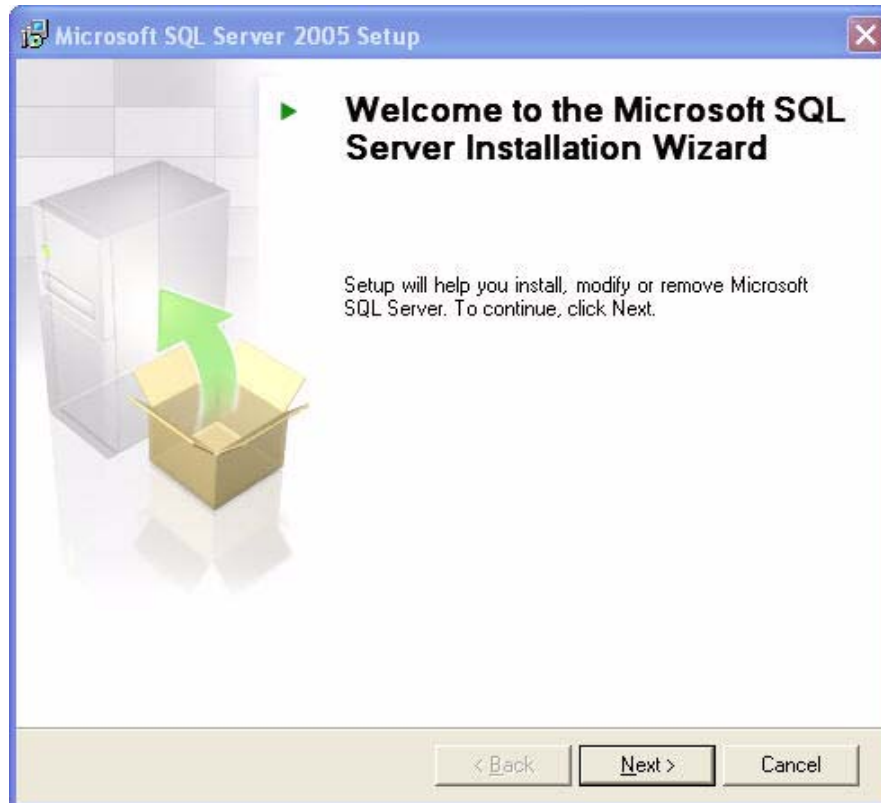 Microsoft SQL Server 2005 Setup
Welcome to the Microsoft SQL
Server Installation Wizard
Setup will help you install, modify or remove Microsoft
SQL Server. To continue, click Next.
< Back
Next >
Cancel